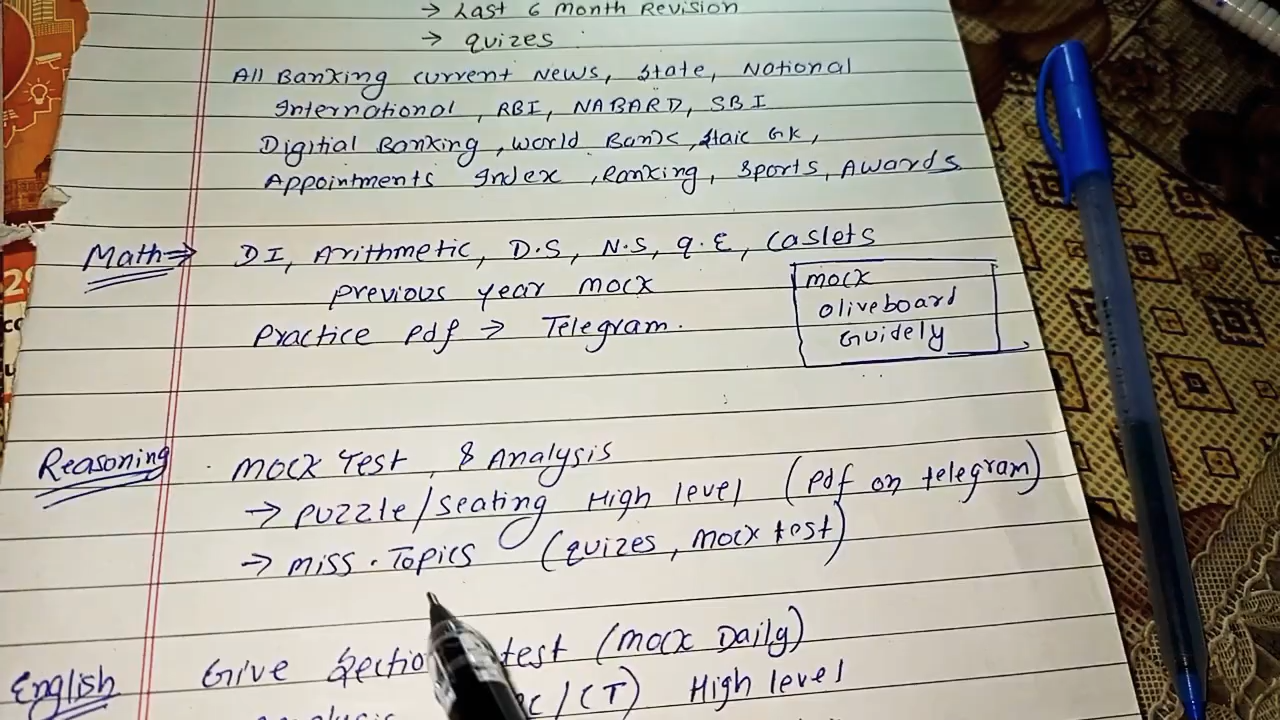 → Last 6 month Revision
→ quizes
All Banking current News, State, National
International, RBI, NABARD, SBI
Digitial Banking, world Bank, Staic GK,
Appointments Index, Ranking, Sports, Awards
Math ⇒ DI, Arithmetic, D.S, N.S, q.E, Caslets
previous year mock
practice pdf → Telegram.
mock
oliveboard
Guidely
Reasoning . mock Test & Analysis
→ puzzle/seating High level (pdf on telegram)
→ miss. Topics (quizes, mock test)
English Give test (mock Daily)
/CT) High level